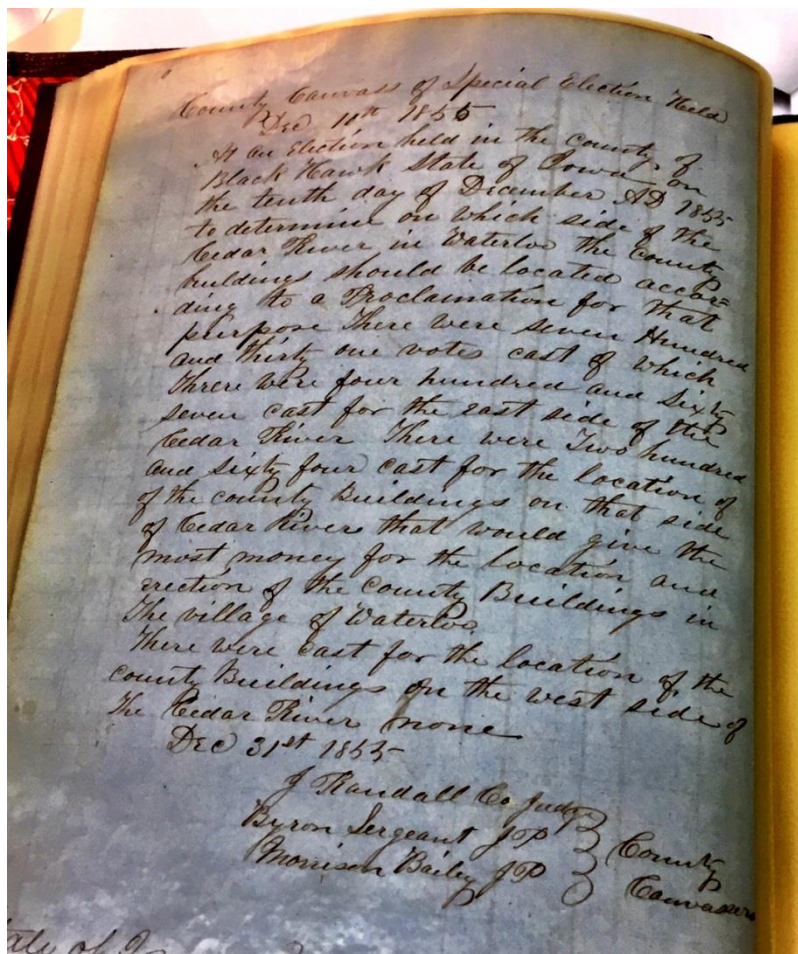 County Canvass of Special Election Held
Dec 10th 1855
At an Election held in the county of
Black Hawk State of Iowa on
the tenth day of December AD 1855
to determine on which side of the
Cedar River in Waterloo the County
buildings should be located accor=
ding to a Proclamation for that
purpose There were seven Hundred
and thirty one votes cast of which
There were four hundred and Sixty
seven cast for the east side of the
Cedar River There were Two hundred
and Sixty four cast for the location of
of the county Buildings on that side
of Cedar River that would give the
most money for the location and
erection of the County Buildings in
The village of Waterloo
There were cast for the location of the
county Buildings on the west side of
the Cedar River none
Dec 31st 1855
J Randall Co Judge
Byron Sergeant JP
County
Morrison Bailey JP
Canvassers